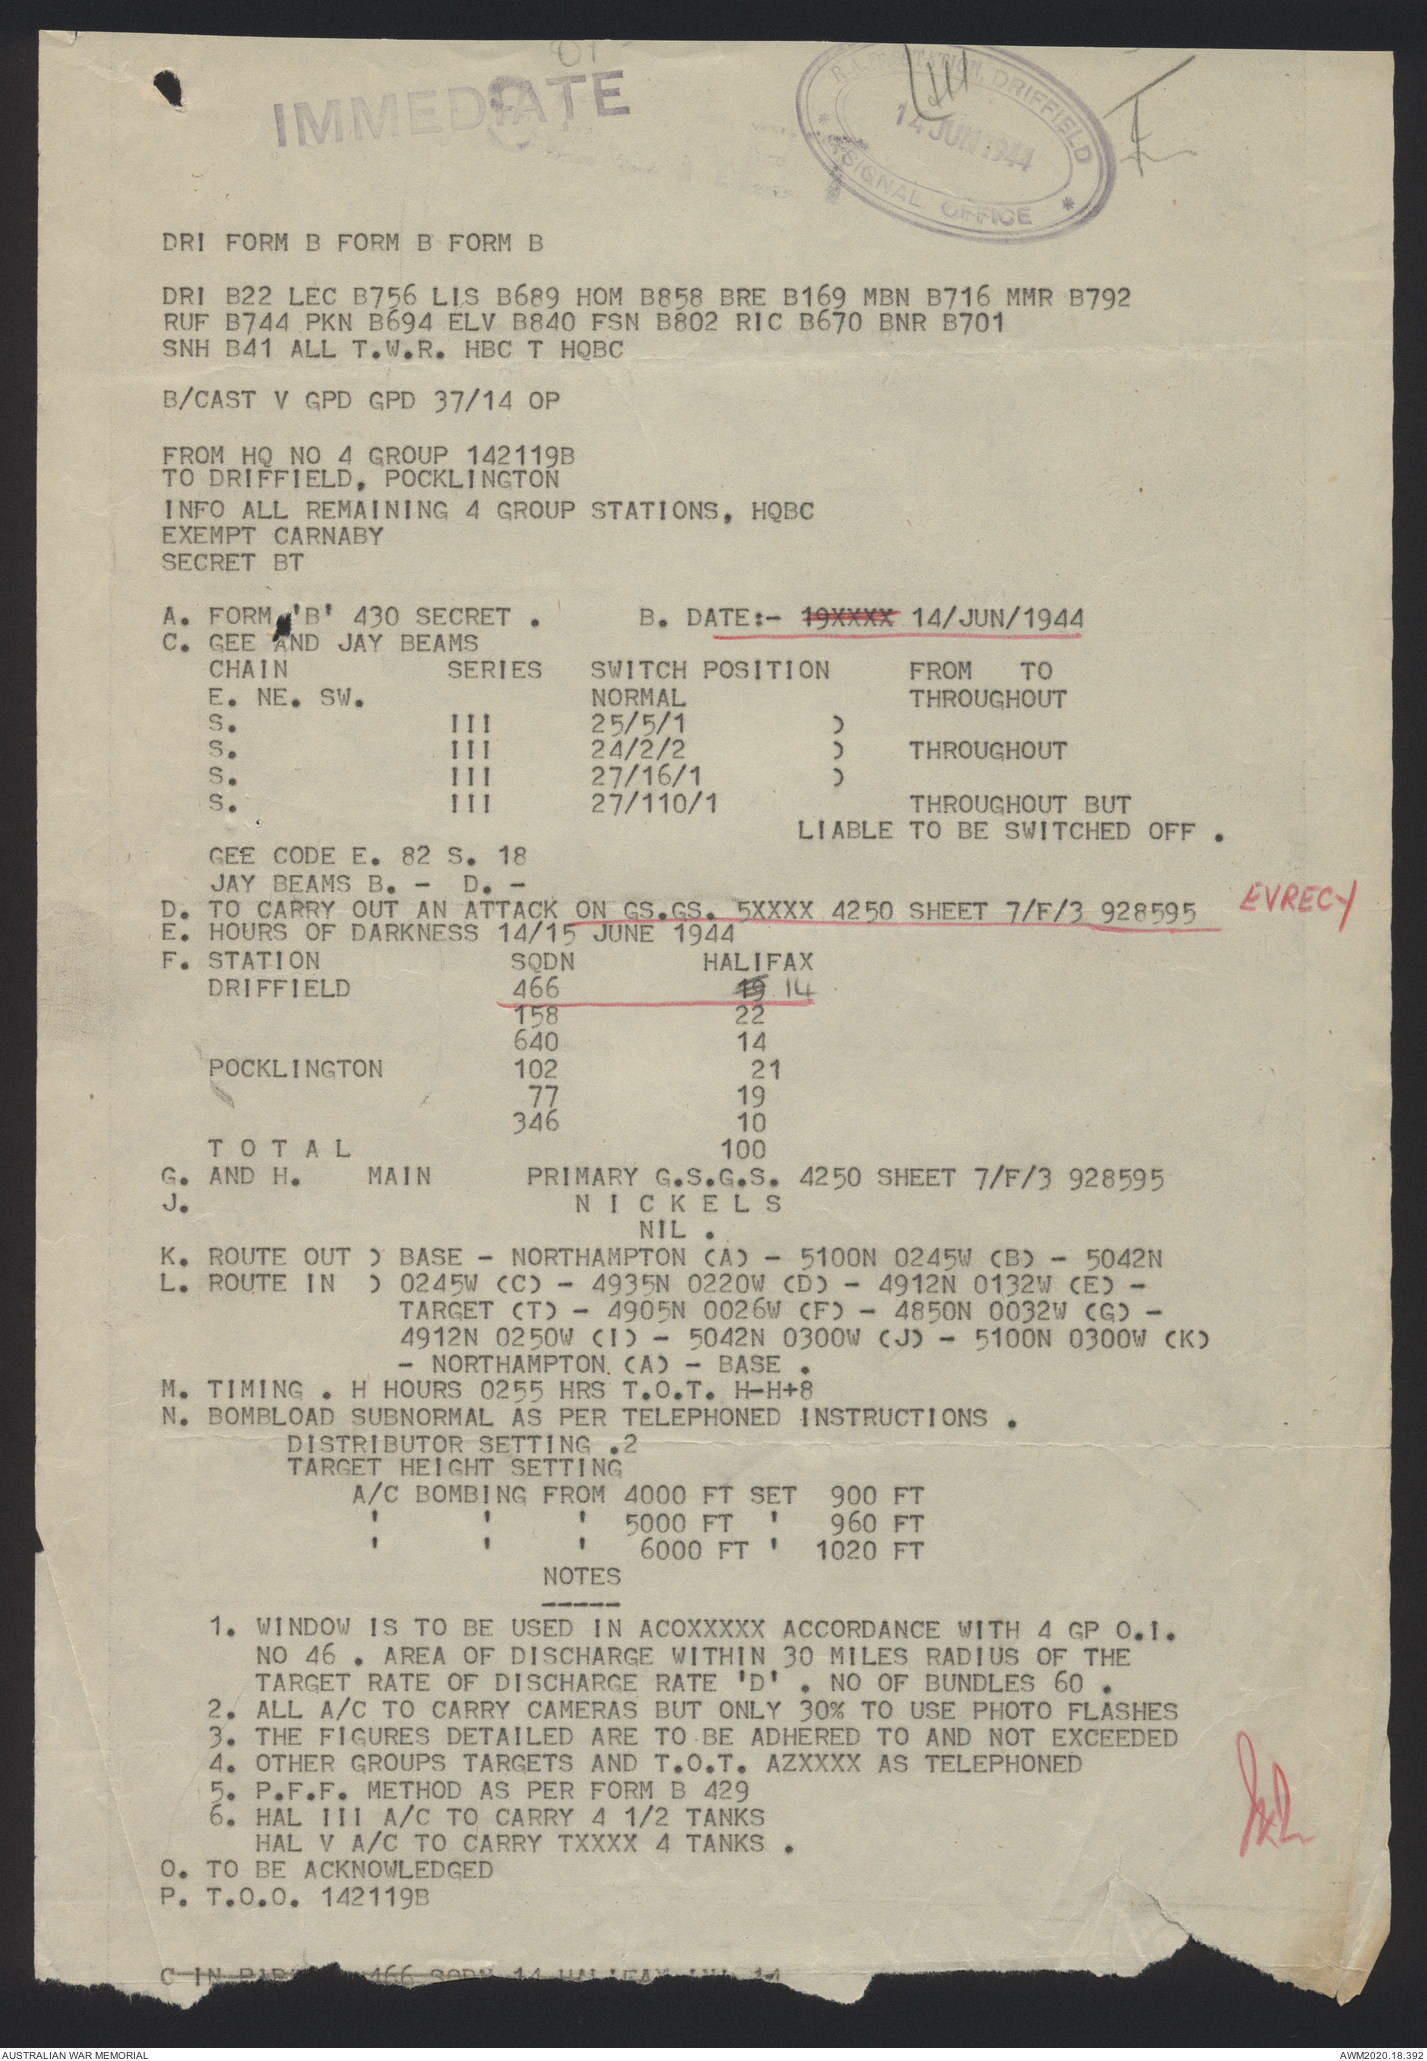 IMMEDIATE
R.A.F. STATION, DRIFFIELD
14 JUN 1944
* SIGNAL OFFICE *
DRI FORM B FORM B FORM B
DRI B22 LEC B756 LIS B689 HOM B858 BRE B169 MBN B716 MMR B792
RUF B744 PKN B694 ELV B840 FSN B802 RIC B670 BNR B701
SNH B41 ALL T.W.R. HBC T HQBC
B/CAST V GPD GPD 37/14 OP
FROM HQ NO 4 GROUP 142119B
TO DRIFFIELD, POCKLINGTON
INFO ALL REMAINING 4 GROUP STATIONS, HQBC
EXEMPT CARNABY
SECRET BT
A. FORM 'B' 430 SECRET . B. DATE:- 19XXXX 14/JUN/1944
C. GEE AND JAY BEAMS
CHAIN SERIES SWITCH POSITION FROM TO
E. NE. SW. NORMAL THROUGHOUT
S. III 25/5/1 )
S. III 24/2/2 ) THROUGHOUT
S. III 27/16/1 )
S. III 27/110/1 THROUGHOUT BUT
LIABLE TO BE SWITCHED OFF .
GEE CODE E. 82 S. 18
JAY BEAMS B. - D. -
D. TO CARRY OUT AN ATTACK ON GS.GS. 5XXXX 4250 SHEET 7/F/3 928595 EVRECY
E. HOURS OF DARKNESS 14/15 JUNE 1944
F. STATION SQDN HALIFAX
DRIFFIELD 466 19 14
158 22
640 14
POCKLINGTON 102 21
77 19
346 10
T O T A L 100
G. AND H. MAIN PRIMARY G.S.G.S. 4250 SHEET 7/F/3 928595
J. N I C K E L S
NIL .
K. ROUTE OUT ) BASE - NORTHAMPTON (A) - 5100N 0245W (B) - 5042N
L. ROUTE IN ) 0245W (C) - 4935N 0220W (D) - 4912N 0132W (E) -
TARGET (T) - 4905N 0026W (F) - 4850N 0032W (G) -
4912N 0250W (I) - 5042N 0300W (J) - 5100N 0300W (K)
- NORTHAMPTON. (A) - BASE .
M. TIMING . H HOURS 0255 HRS T.O.T. H-H+8
N. BOMBLOAD SUBNORMAL AS PER TELEPHONED INSTRUCTIONS .
DISTRIBUTOR SETTING .2
TARGET HEIGHT SETTING
A/C BOMBING FROM 4000 FT SET 900 FT
' ' ' 5000 FT ' 960 FT
' ' ' 6000 FT ' 1020 FT
NOTES
-----
1. WINDOW IS TO BE USED IN ACOXXXXX ACCORDANCE WITH 4 GP O.I.
NO 46 . AREA OF DISCHARGE WITHIN 30 MILES RADIUS OF THE
TARGET RATE OF DISCHARGE RATE 'D' . NO OF BUNDLES 60 .
2. ALL A/C TO CARRY CAMERAS BUT ONLY 30% TO USE PHOTO FLASHES
3. THE FIGURES DETAILED ARE TO BE ADHERED TO AND NOT EXCEEDED
4. OTHER GROUPS TARGETS AND T.O.T. AZXXXX AS TELEPHONED
5. P.F.F. METHOD AS PER FORM B 429
6. HAL III A/C TO CARRY 4 1/2 TANKS
HAL V A/C TO CARRY TXXXX 4 TANKS .
O. TO BE ACKNOWLEDGED
P. T.O.O. 142119B
C IN 466 SQDN 14 HALIFAX 14
AUSTRALIAN WAR MEMORIAL
AWM2020.18.392